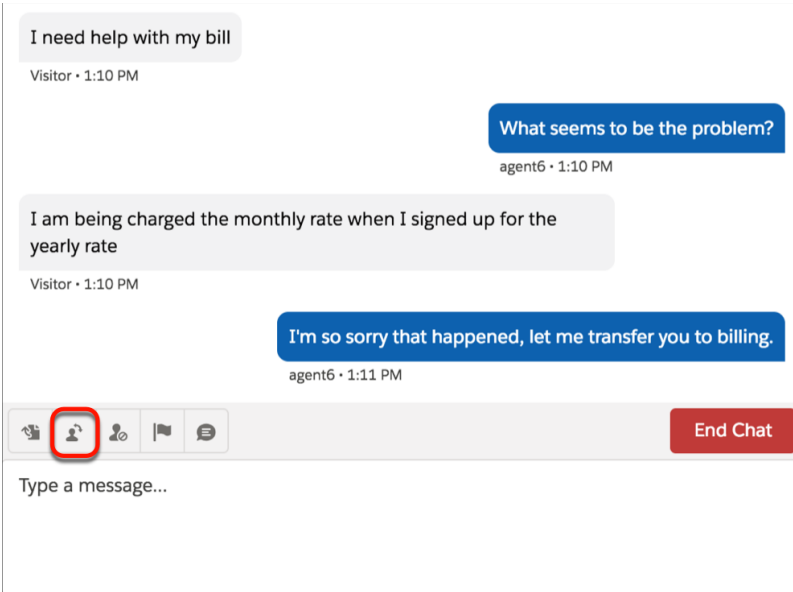 I need help with my bill
Visitor • 1:10 PM
What seems to be the problem?
agent6 • 1:10 PM
I am being charged the monthly rate when I signed up for the
yearly rate
Visitor • 1:10 PM
I'm so sorry that happened, let me transfer you to billing.
agent6 • 1:11 PM
End Chat
Type a message...